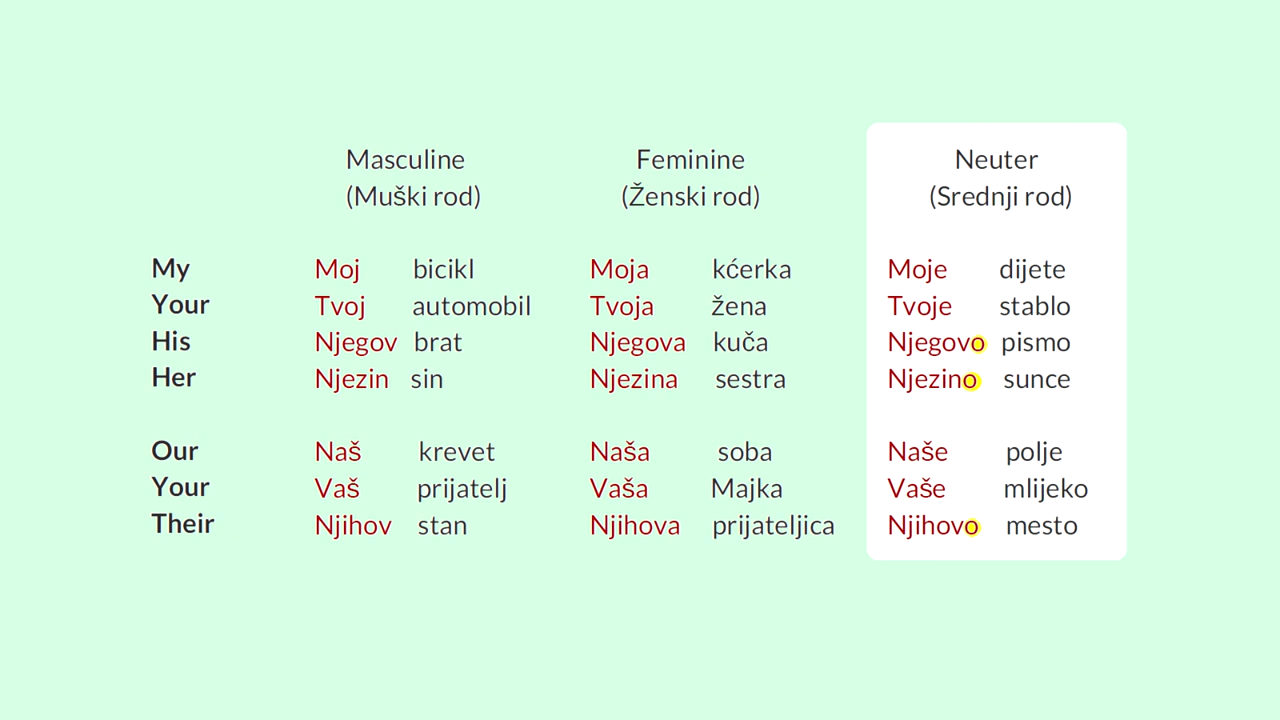 Masculine Feminine Neuter
(Muški rod) (Ženski rod) (Srednji rod)
My Moj bicikl Moja kćerka Moje dijete
Your Tvoj automobil Tvoja žena Tvoje stablo
His Njegov brat Njegova kuča Njegovo pismo
Her Njezin sin Njezina sestra Njezino sunce
Our Naš krevet Naša soba Naše polje
Your Vaš prijatelj Vaša Majka Vaše mlijeko
Their Njihov stan Njihova prijateljica Njihovo mesto